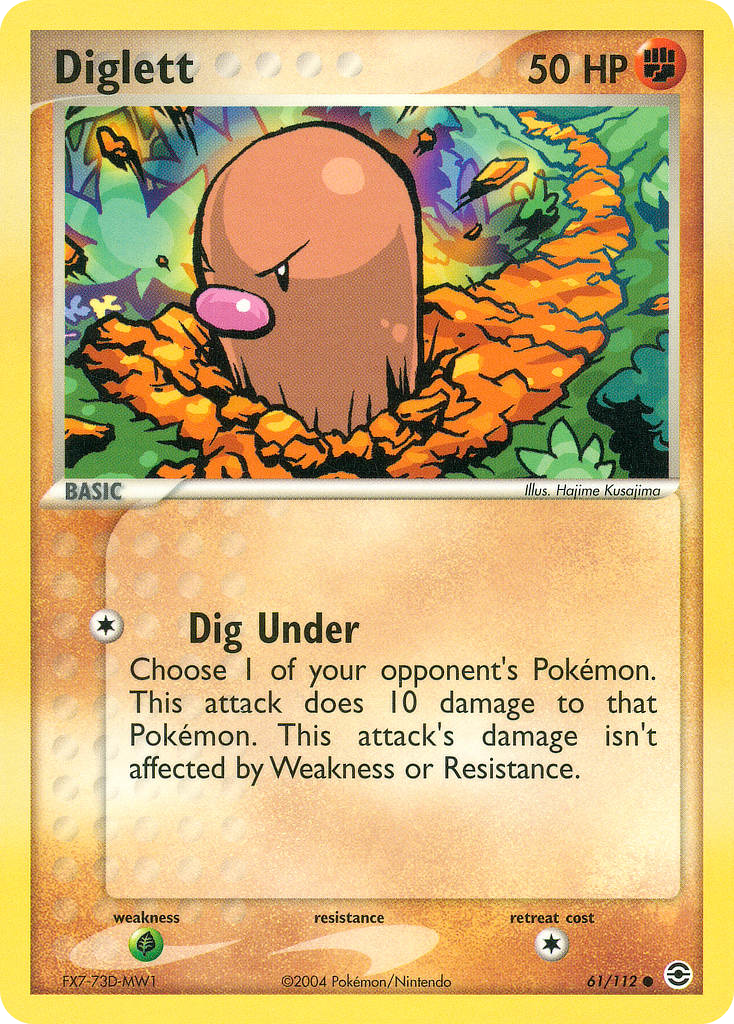 Diglett
50 HP
BASIC
Illus. Hajime Kusajima
Dig Under
Choose 1 of your opponent's Pokémon.
This attack does 10 damage to that
Pokémon. This attack's damage isn't
affected by Weakness or Resistance.
weakness resistance retreat cost
FX7-73D-MW1 ©2004 Pokémon/Nintendo 61/112